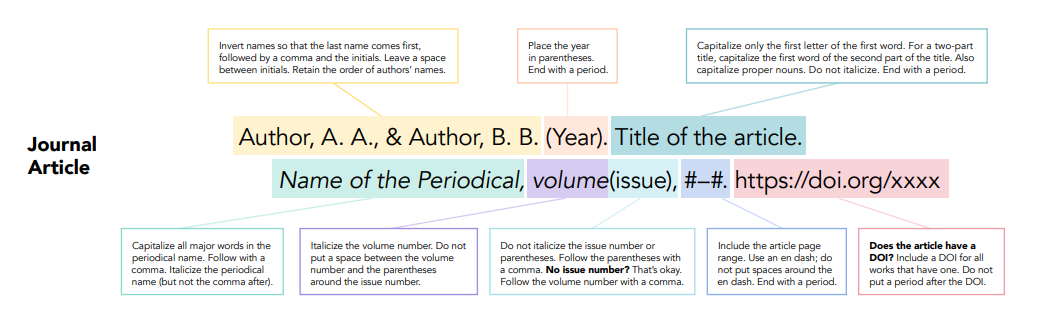 Invert names so that the last name comes first,
followed by a comma and the initials. Leave a space
between initials. Retain the order of authors' names.
Place the year
in parentheses.
End with a period.
Capitalize only the first letter of the first word. For a two-part
title, capitalize the first word of the second part of the title. Also
capitalize proper nouns. Do not italicize. End with a period.
Journal
Article
Author, A. A., & Author, B. B. (Year). Title of the article.
Name of the Periodical, volume(issue), #–#. https://doi.org/xxxx
Capitalize all major words in the
periodical name. Follow with a
comma. Italicize the periodical
name (but not the comma after).
Italicize the volume number. Do not
put a space between the volume
number and the parentheses
around the issue number.
Do not italicize the issue number or
parentheses. Follow the parentheses with
a comma. No issue number? That's okay.
Follow the volume number with a comma.
Include the article page
range. Use an en dash; do
not put spaces around the
en dash. End with a period.
Does the article have a
DOI? Include a DOI for all
works that have one. Do not
put a period after the DOI.